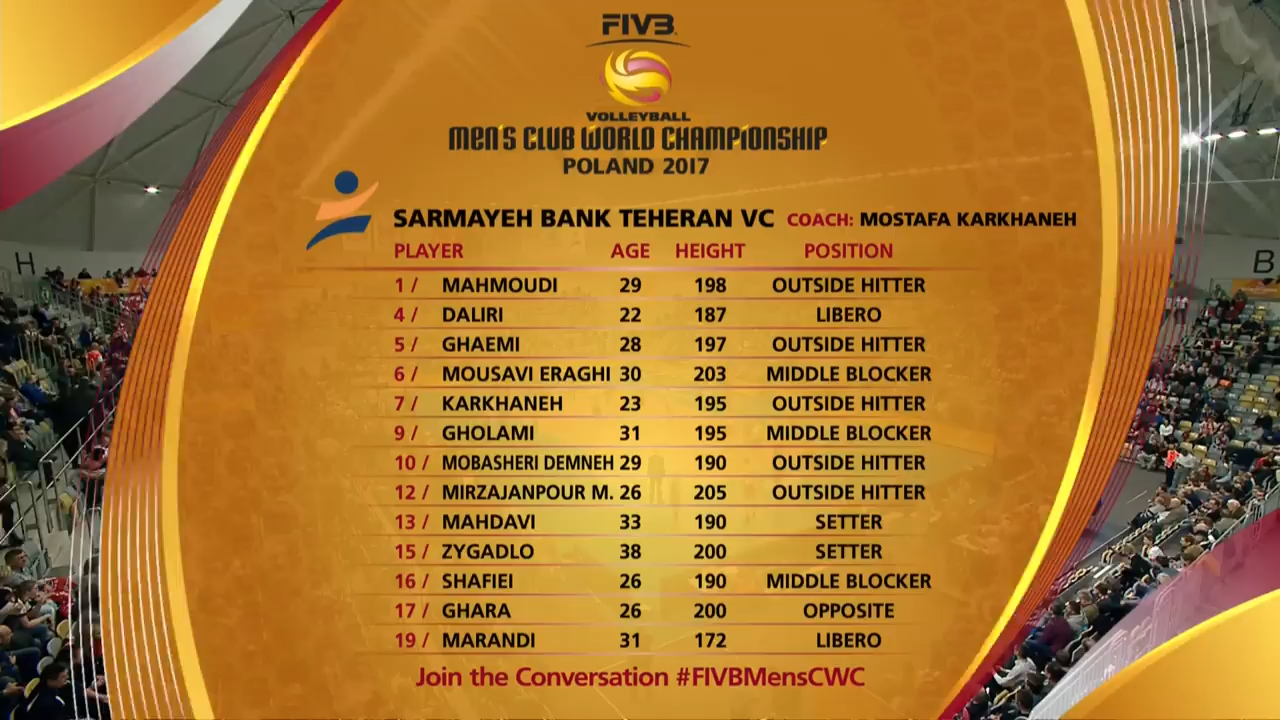 FIVB
VOLLEYBALL
MEN'S CLUB WORLD CHAMPIONSHIP
POLAND 2017
SARMAYEH BANK TEHERAN VC COACH: MOSTAFA KARKHANEH
PLAYER AGE HEIGHT POSITION
1 / MAHMOUDI 29 198 OUTSIDE HITTER
4 / DALIRI 22 187 LIBERO
5 / GHAEMI 28 197 OUTSIDE HITTER
6 / MOUSAVI ERAGHI 30 203 MIDDLE BLOCKER
7 / KARKHANEH 23 195 OUTSIDE HITTER
9 / GHOLAMI 31 195 MIDDLE BLOCKER
10 / MOBASHERI DEMNEH 29 190 OUTSIDE HITTER
12 / MIRZAJANPOUR M. 26 205 OUTSIDE HITTER
13 / MAHDAVI 33 190 SETTER
15 / ZYGADLO 38 200 SETTER
16 / SHAFIEI 26 190 MIDDLE BLOCKER
17 / GHARA 26 200 OPPOSITE
19 / MARANDI 31 172 LIBERO
Join the Conversation #FIVBMensCWC
H
B